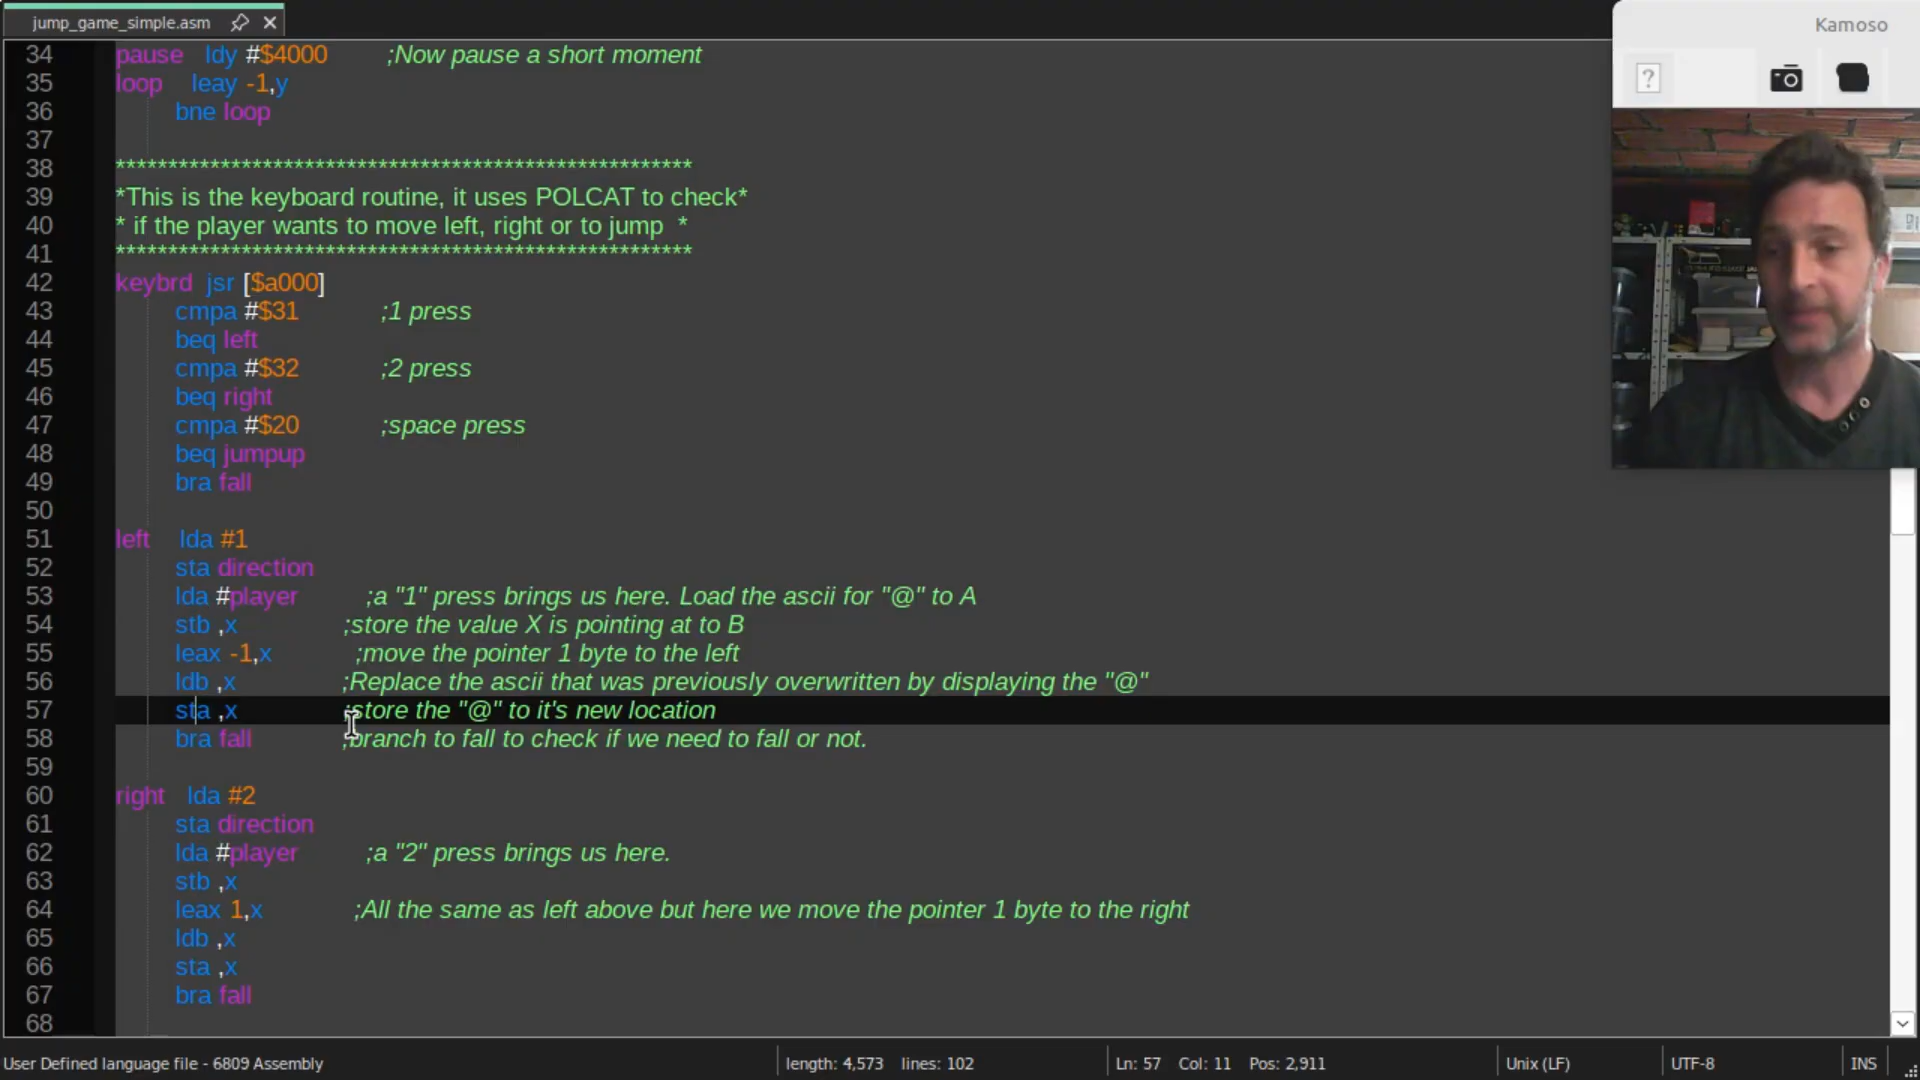 jump_game_simple.asm
Kamoso
34 pause ldy #$4000 ;Now pause a short moment
35 loop leay -1,y
36 bne loop
37
38 ****************************************************
39 *This is the keyboard routine, it uses POLCAT to check*
40 * if the player wants to move left, right or to jump *
41 ****************************************************
42 keybrd jsr [$a000]
43 cmpa #$31 ;1 press
44 beq left
45 cmpa #$32 ;2 press
46 beq right
47 cmpa #$20 ;space press
48 beq jumpup
49 bra fall
50
51 left lda #1
52 sta direction
53 lda #player ;a "1" press brings us here. Load the ascii for "@" to A
54 stb ,x ;store the value X is pointing at to B
55 leax -1,x ;move the pointer 1 byte to the left
56 ldb ,x ;Replace the ascii that was previously overwritten by displaying the "@"
57 sta ,x ;store the "@" to it's new location
58 bra fall ;branch to fall to check if we need to fall or not.
59
60 right lda #2
61 sta direction
62 lda #player ;a "2" press brings us here.
63 stb ,x
64 leax 1,x ;All the same as left above but here we move the pointer 1 byte to the right
65 ldb ,x
66 sta ,x
67 bra fall
68
User Defined language file - 6809 Assembly length: 4,573 lines: 102 Ln: 57 Col: 11 Pos: 2,911 Unix (LF) UTF-8 INS